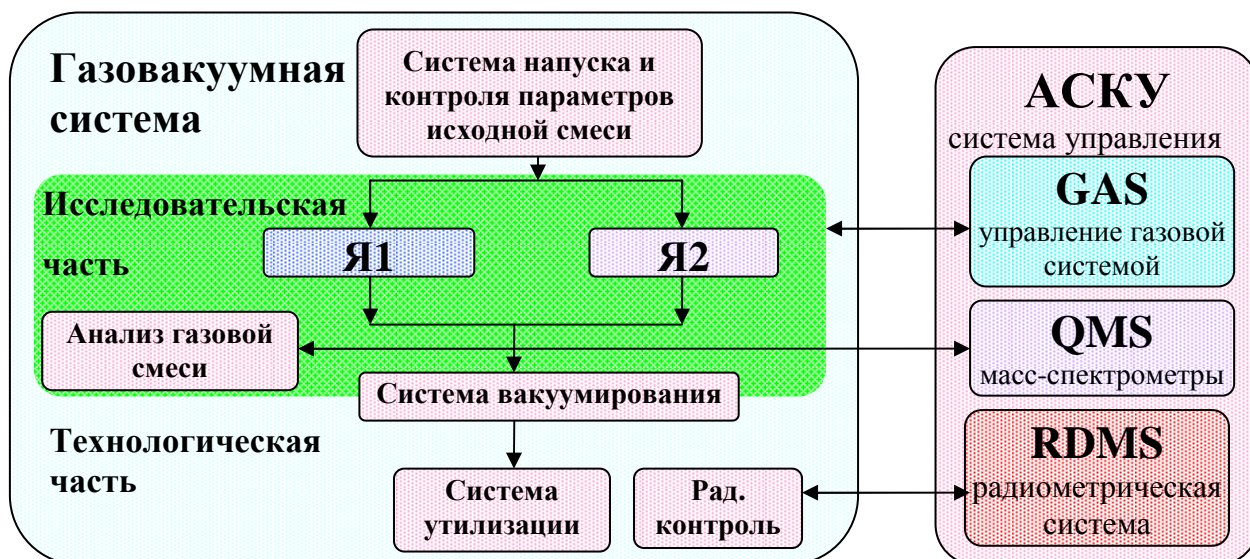 Газовакуумная
система
Система напуска и
контроля параметров
исходной смеси
Исследовательская
часть
Я1
Я2
Анализ газовой
смеси
Система вакуумирования
Технологическая
часть
Система
утилизации
Рад.
контроль
АСКУ
система управления
GAS
управление газовой
системой
QMS
масс-спектрометры
RDMS
радиометрическая
система